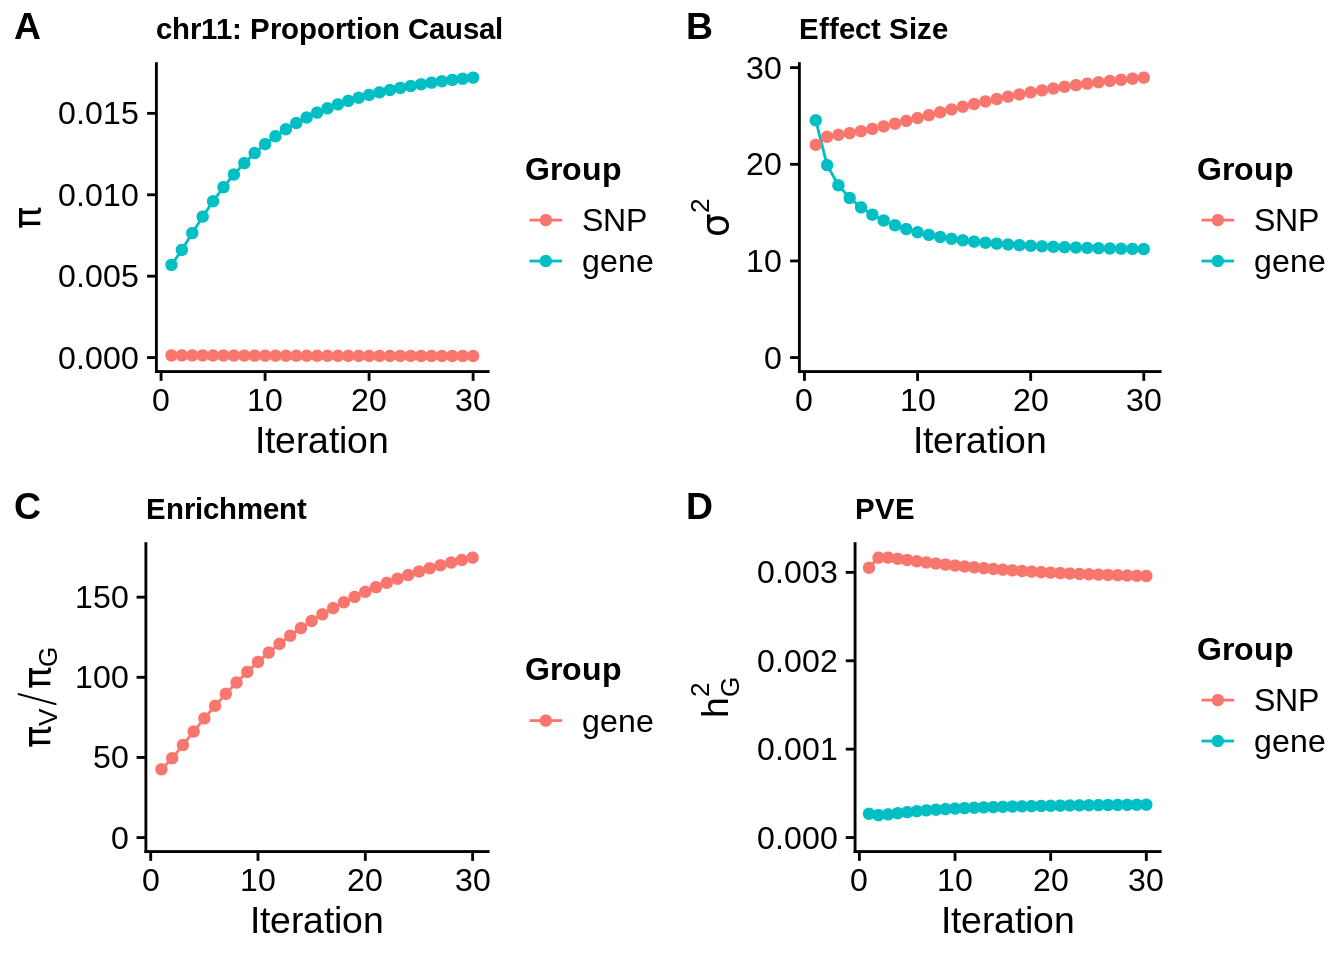 A chr11: Proportion Causal
π
0.015
0.010
0.005
0.000
0 10 20 30
Iteration
Group
SNP
gene
B Effect Size
σ²
30
20
10
0
0 10 20 30
Iteration
Group
SNP
gene
C Enrichment
π_V/π_G
150
100
50
0
0 10 20 30
Iteration
Group
gene
D PVE
h²_G
0.003
0.002
0.001
0.000
0 10 20 30
Iteration
Group
SNP
gene